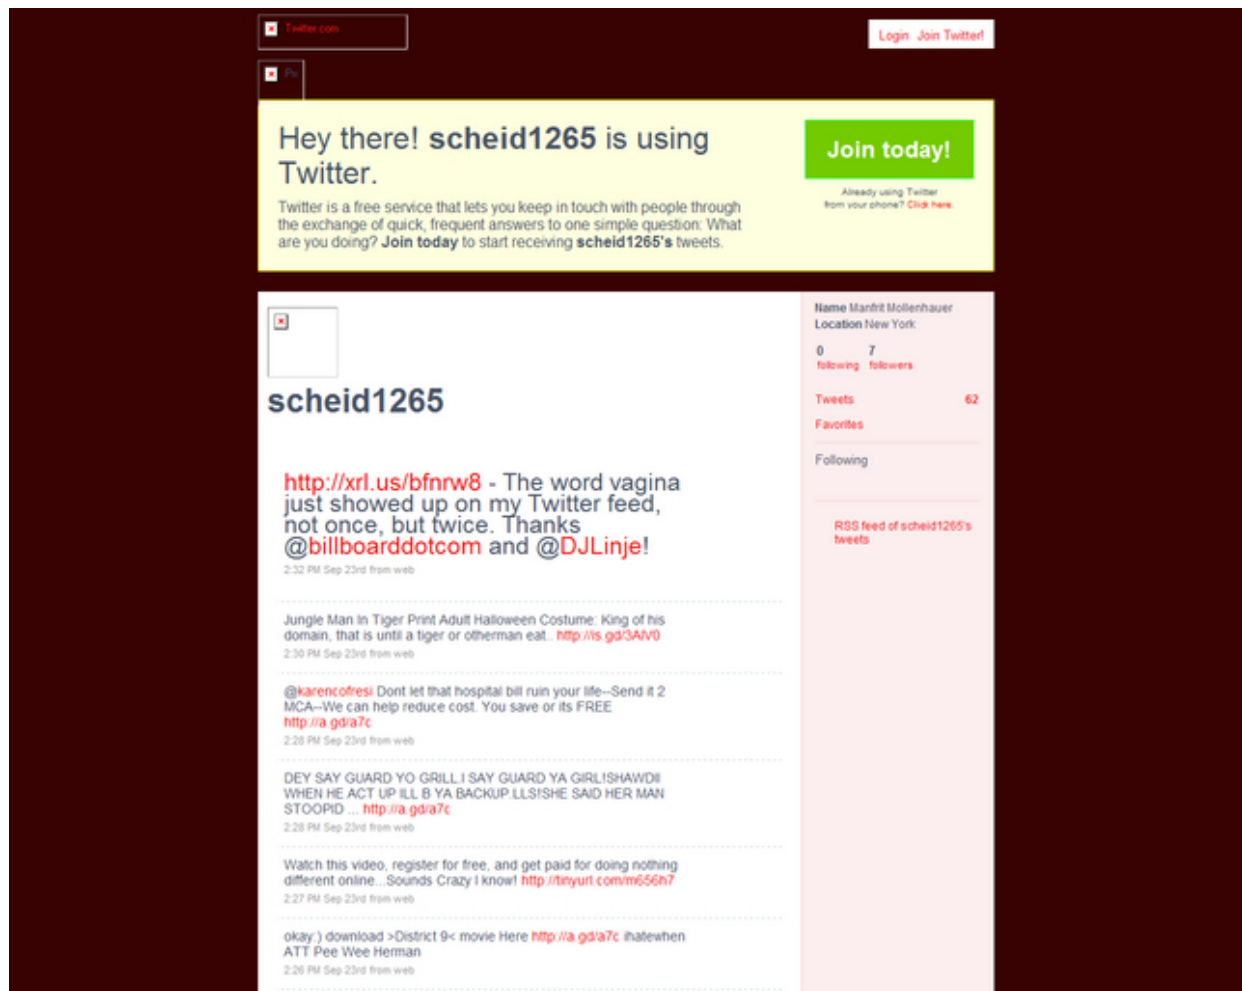 Twitter.com
Login Join Twitter!
Hey there! scheid1265 is using
Twitter.
Twitter is a free service that lets you keep in touch with people through
the exchange of quick, frequent answers to one simple question: What
are you doing? Join today to start receiving scheid1265's tweets.
Join today!
Already using Twitter
from your phone? Click here.
scheid1265
http://xrl.us/bfnrw8 - The word vagina
just showed up on my Twitter feed,
not once, but twice. Thanks
@billboarddotcom and @DJLinje!
2:32 PM Sep 23rd from web
Jungle Man In Tiger Print Adult Halloween Costume: King of his
domain, that is until a tiger or otherman eat.. http://is.gd/3AIV0
2:30 PM Sep 23rd from web
@karencofresi Dont let that hospital bill ruin your life--Send it 2
MCA--We can help reduce cost. You save or its FREE
http://a.gd/a7c
2:28 PM Sep 23rd from web
DEY SAY GUARD YO GRILL.I SAY GUARD YA GIRL!SHAWDII
WHEN HE ACT UP ILL B YA BACKUP.LLS!SHE SAID HER MAN
STOOPID ... http://a.gd/a7c
2:28 PM Sep 23rd from web
Watch this video, register for free, and get paid for doing nothing
different online...Sounds Crazy I know! http://tinyurl.com/m656h7
2:27 PM Sep 23rd from web
okay:) download >District 9< movie Here http://a.gd/a7c ihatewhen
ATT Pee Wee Herman
2:26 PM Sep 23rd from web
Name Manfrit Mollenhauer
Location New York
0 7
following followers
Tweets 62
Favorites
Following
RSS feed of scheid1265's
tweets